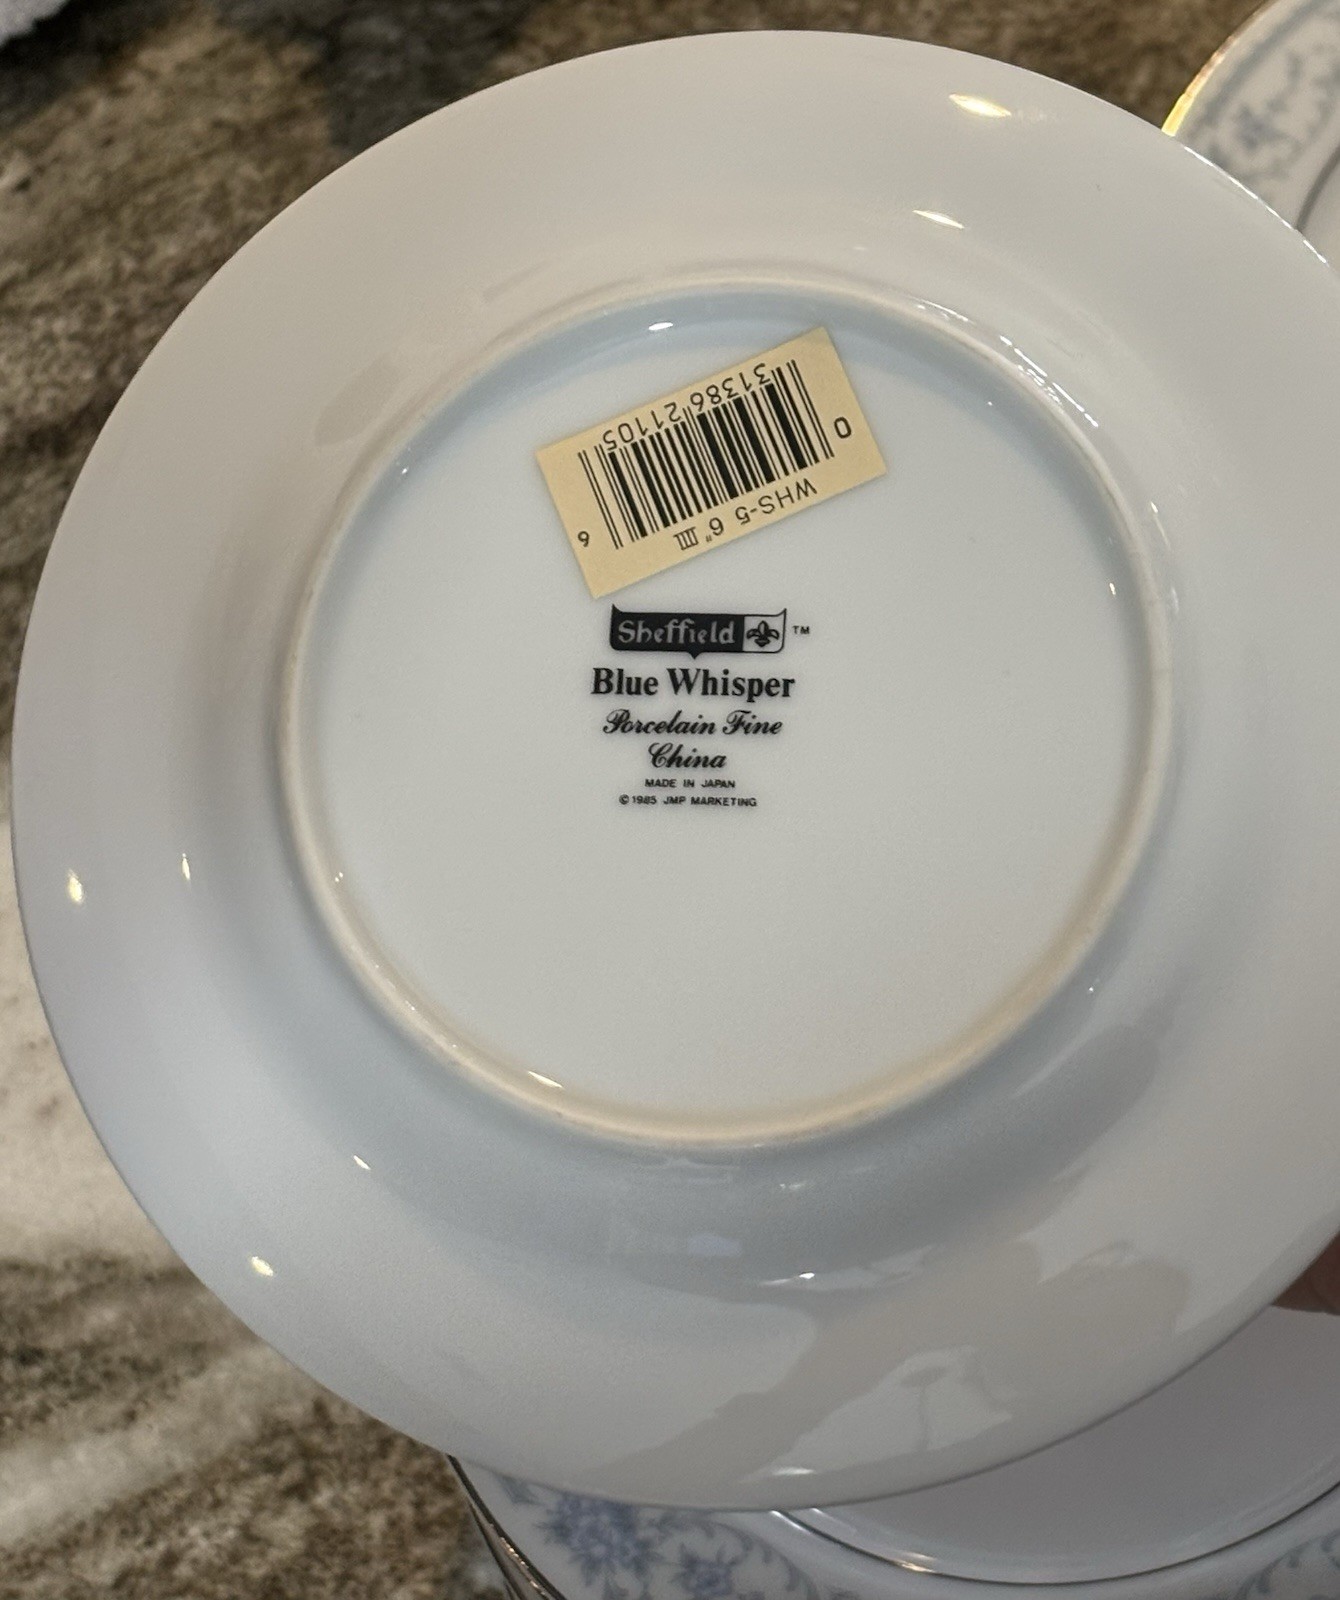 0 31386 21105 6
WHS-5 6" III
Sheffield ™
Blue Whisper
Porcelain Fine
China
MADE IN JAPAN
©1985 JMP MARKETING